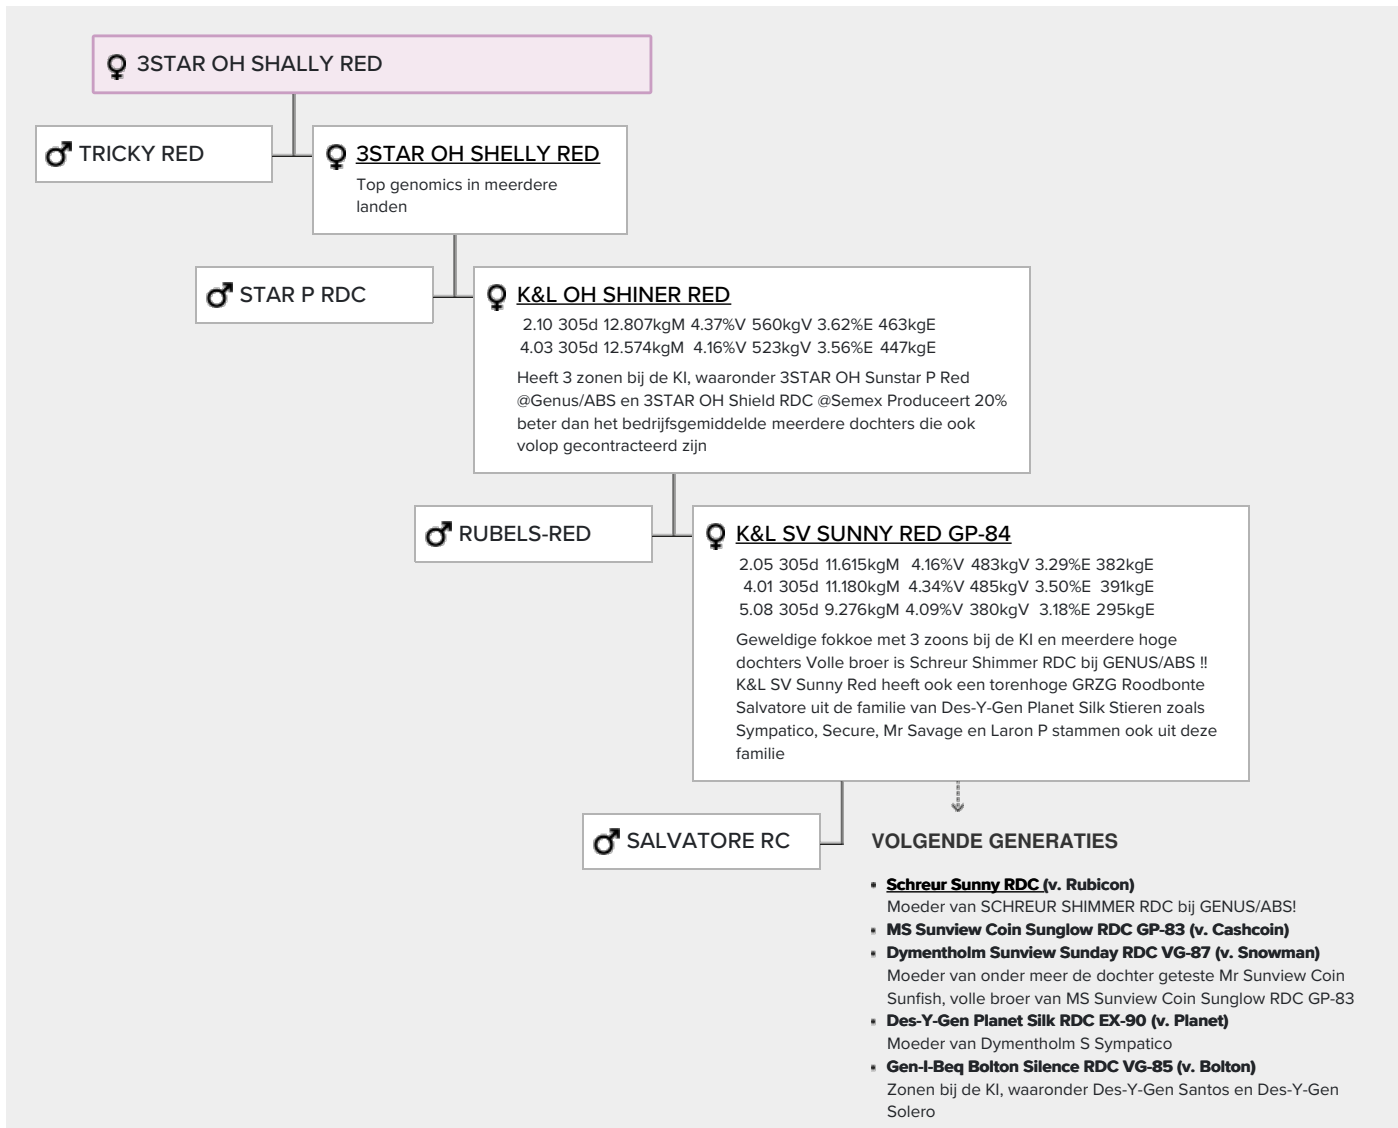 3STAR OH SHALLY RED
TRICKY RED
3STAR OH SHELLY RED
Top genomics in meerdere
landen
STAR P RDC
K&L OH SHINER RED
2.10 305d 12.807kgM 4.37%V 560kgV 3.62%E 463kgE
4.03 305d 12.574kgM 4.16%V 523kgV 3.56%E 447kgE
Heeft 3 zonen bij de KI, waaronder 3STAR OH Sunstar P Red
@Genus/ABS en 3STAR OH Shield RDC @Semex Produceert 20%
beter dan het bedrijfsgemiddelde meerdere dochters die ook
volop gecontracteerd zijn
RUBELS-RED
K&L SV SUNNY RED GP-84
2.05 305d 11.615kgM 4.16%V 483kgV 3.29%E 382kgE
4.01 305d 11.180kgM 4.34%V 485kgV 3.50%E 391kgE
5.08 305d 9.276kgM 4.09%V 380kgV 3.18%E 295kgE
Geweldige fokkoe met 3 zoons bij de KI en meerdere hoge
dochters Volle broer is Schreur Shimmer RDC bij GENUS/ABS !!
K&L SV Sunny Red heeft ook een torenhoge GRZG Roodbonte
Salvatore uit de familie van Des-Y-Gen Planet Silk Stieren zoals
Sympatico, Secure, Mr Savage en Laron P stammen ook uit deze
familie
SALVATORE RC
VOLGENDE GENERATIES
Schreur Sunny RDC (v. Rubicon)
Moeder van SCHREUR SHIMMER RDC bij GENUS/ABS!
MS Sunview Coin Sunglow RDC GP-83 (v. Cashcoin)
Dymentholm Sunview Sunday RDC VG-87 (v. Snowman)
Moeder van onder meer de dochter geteste Mr Sunview Coin
Sunfish, volle broer van MS Sunview Coin Sunglow RDC GP-83
Des-Y-Gen Planet Silk RDC EX-90 (v. Planet)
Moeder van Dymentholm S Sympatico
Gen-I-Beq Bolton Silence RDC VG-85 (v. Bolton)
Zonen bij de KI, waaronder Des-Y-Gen Santos en Des-Y-Gen
Solero